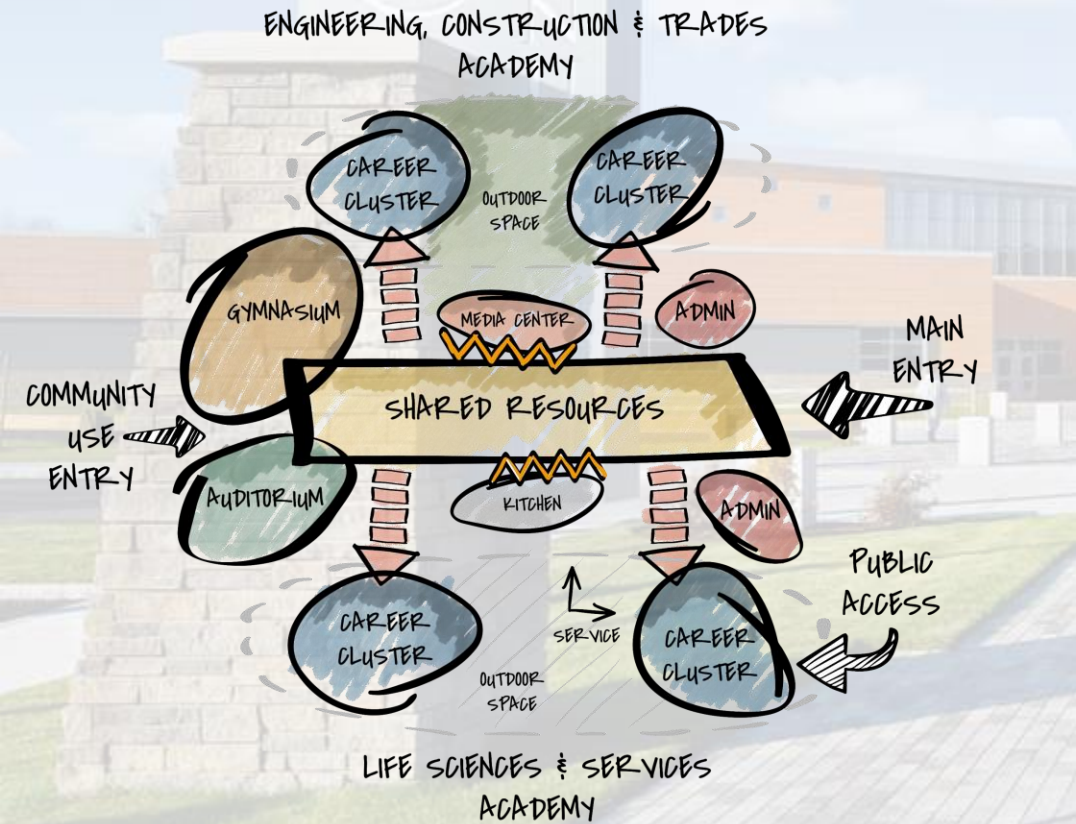 ENGINEERING, CONSTRUCTION & TRADES
ACADEMY
CAREER
CLUSTER
OUTDOOR
SPACE
CAREER
CLUSTER
GYMNASIUM
MEDIA CENTER
ADMIN
MAIN
ENTRY
COMMUNITY
USE
ENTRY
SHARED RESOURCES
AUDITORIUM
KITCHEN
ADMIN
PUBLIC
ACCESS
CAREER
CLUSTER
SERVICE
CAREER
CLUSTER
OUTDOOR
SPACE
LIFE SCIENCES & SERVICES
ACADEMY